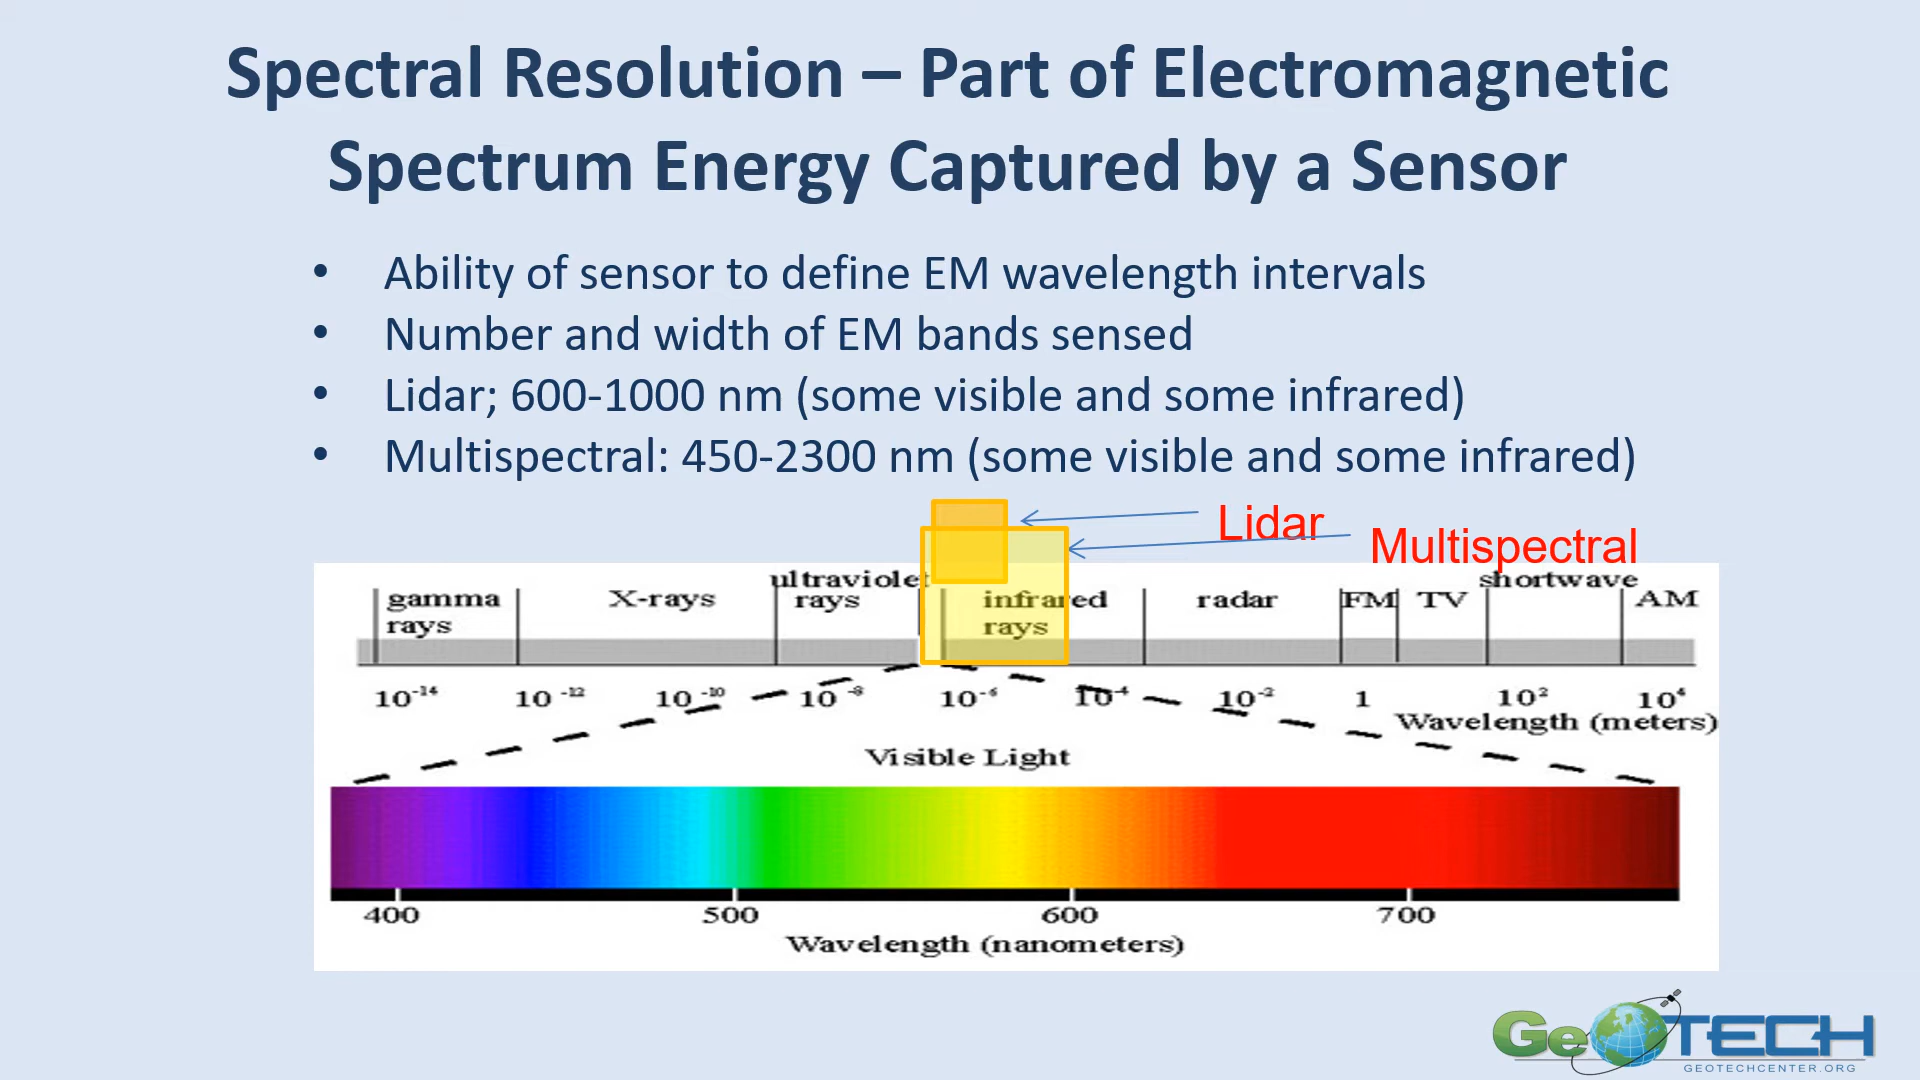 Spectral Resolution – Part of Electromagnetic
Spectrum Energy Captured by a Sensor
• Ability of sensor to define EM wavelength intervals
• Number and width of EM bands sensed
• Lidar; 600-1000 nm (some visible and some infrared)
• Multispectral: 450-2300 nm (some visible and some infrared)
Lidar
Multispectral
gamma rays
X-rays
ultraviolet rays
infrared rays
radar
FM
TV
shortwave
AM
10⁻¹⁴ 10⁻¹² 10⁻¹⁰ 10⁻⁸ 10⁻⁶ 10⁻⁴ 10⁻² 1 10² 10⁴
Wavelength (meters)
Visible Light
400 500 600 700
Wavelength (nanometers)
GeoTECH
GEOTECHCENTER.ORG